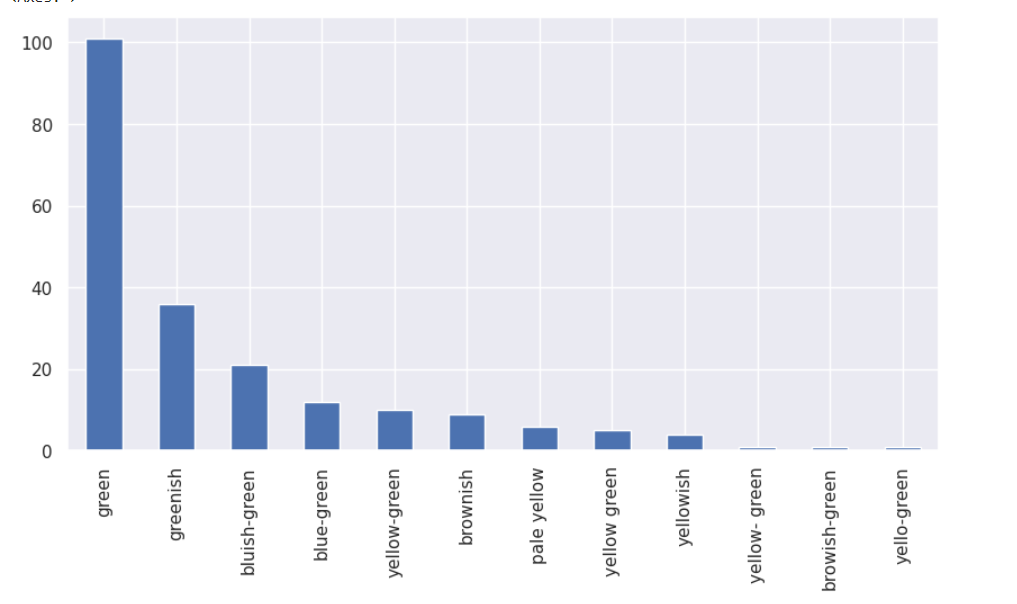 100
80
60
40
20
0
green
greenish
bluish-green
blue-green
yellow-green
brownish
pale yellow
yellow green
yellowish
yellow- green
browish-green
yello-green